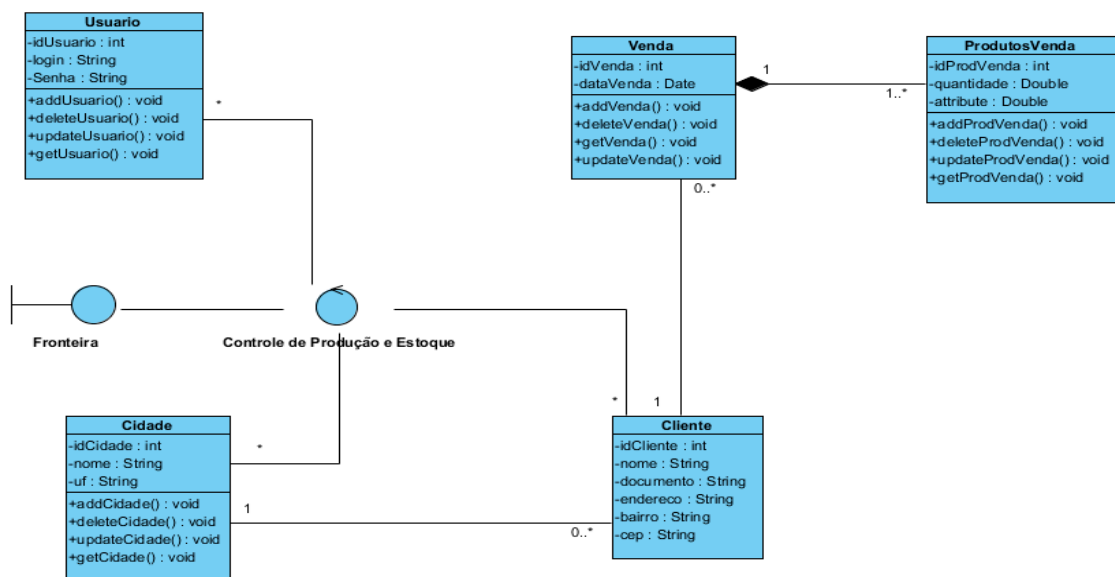 Usuario
-idUsuario : int
-login : String
-Senha : String
+addUsuario() : void
+deleteUsuario() : void
+updateUsuario() : void
+getUsuario() : void
*
Venda
-idVenda : int
-dataVenda : Date
+addVenda() : void
+deleteVenda() : void
+getVenda() : void
+updateVenda() : void
0..*
1
1..*
ProdutosVenda
-idProdVenda : int
-quantidade : Double
-attribute : Double
+addProdVenda() : void
+deleteProdVenda() : void
+updateProdVenda() : void
+getProdVenda() : void
Fronteira
Controle de Produção e Estoque
Cidade
-idCidade : int
-nome : String
-uf : String
+addCidade() : void
+deleteCidade() : void
+updateCidade() : void
+getCidade() : void
*
1
0..*
*
1
Cliente
-idCliente : int
-nome : String
-documento : String
-endereco : String
-bairro : String
-cep : String